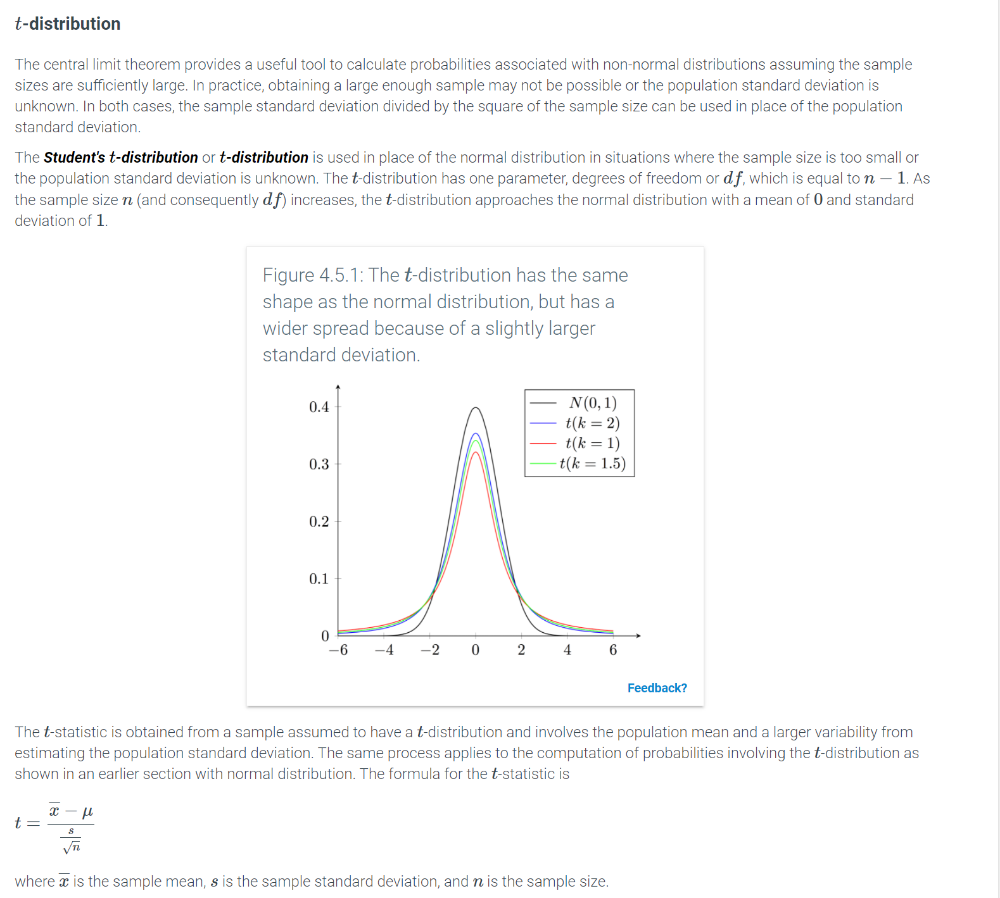 t-distribution
The central limit theorem provides a useful tool to calculate probabilities associated with non-normal distributions assuming the sample
sizes are sufficiently large. In practice, obtaining a large enough sample may not be possible or the population standard deviation is
unknown. In both cases, the sample standard deviation divided by the square of the sample size can be used in place of the population
standard deviation.
The Student's t-distribution or t-distribution is used in place of the normal distribution in situations where the sample size is too small or
the population standard deviation is unknown. The t-distribution has one parameter, degrees of freedom or df, which is equal to n − 1. As
the sample size n (and consequently df) increases, the t-distribution approaches the normal distribution with a mean of 0 and standard
deviation of 1.
Figure 4.5.1: The t-distribution has the same
shape as the normal distribution, but has a
wider spread because of a slightly larger
standard deviation.
N(0, 1)
t(k = 2)
t(k = 1)
t(k = 1.5)
0.4
0.3
0.2
0.1
0
−6 −4 −2 0 2 4 6
Feedback?
The t-statistic is obtained from a sample assumed to have a t-distribution and involves the population mean and a larger variability from
estimating the population standard deviation. The same process applies to the computation of probabilities involving the t-distribution as
shown in an earlier section with normal distribution. The formula for the t-statistic is
t = (x̅ − μ) / (s / √n)
where x̅ is the sample mean, s is the sample standard deviation, and n is the sample size.